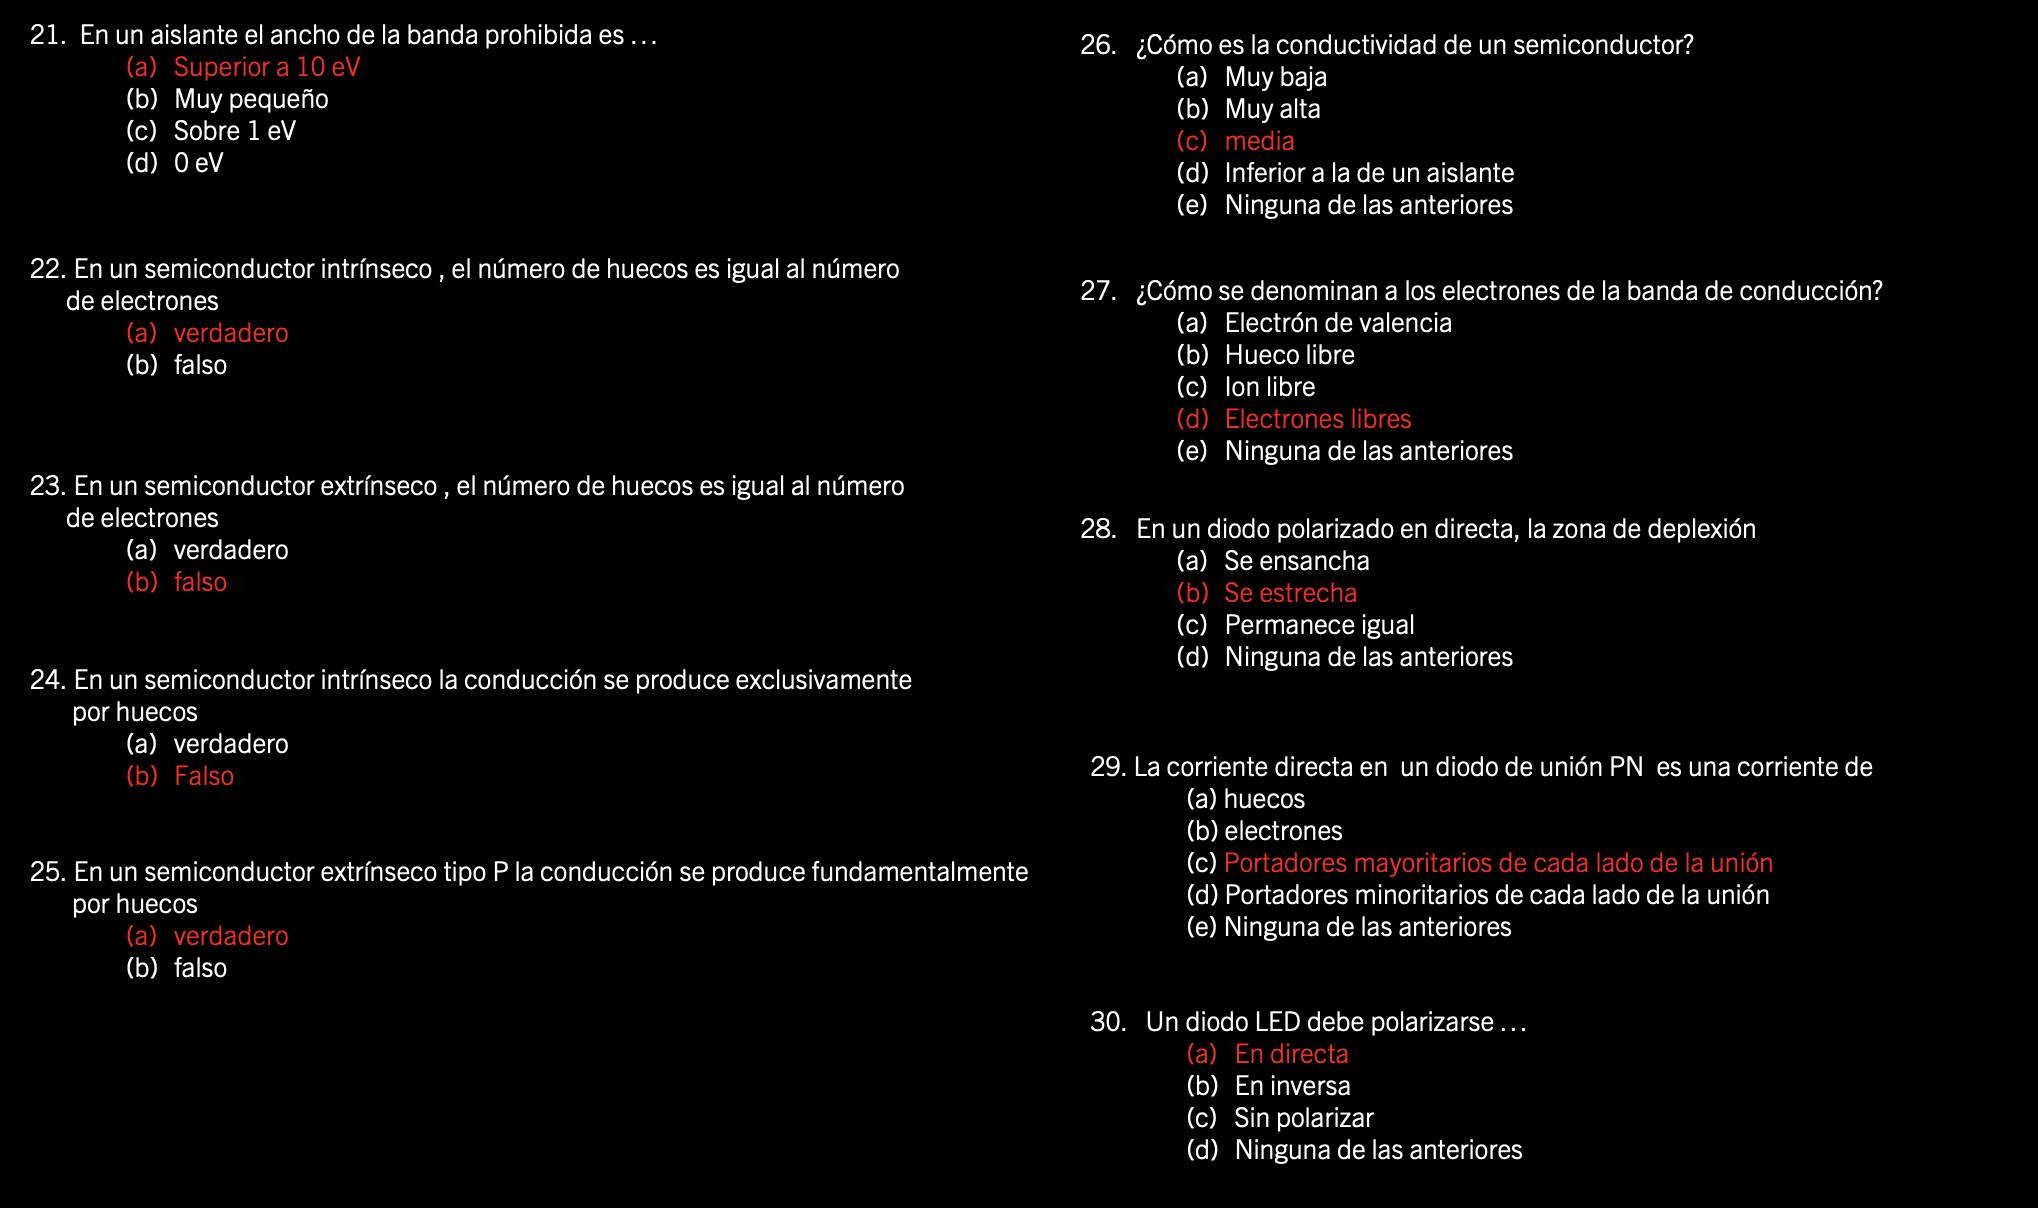 21. En un aislante el ancho de la banda prohibida es ...
(a) Superior a 10 eV
(b) Muy pequeño
(c) Sobre 1 eV
(d) 0 eV
22. En un semiconductor intrínseco , el número de huecos es igual al número
de electrones
(a) verdadero
(b) falso
23. En un semiconductor extrínseco , el número de huecos es igual al número
de electrones
(a) verdadero
(b) falso
24. En un semiconductor intrínseco la conducción se produce exclusivamente
por huecos
(a) verdadero
(b) Falso
25. En un semiconductor extrínseco tipo P la conducción se produce fundamentalmente
por huecos
(a) verdadero
(b) falso
26. ¿Cómo es la conductividad de un semiconductor?
(a) Muy baja
(b) Muy alta
(c) media
(d) Inferior a la de un aislante
(e) Ninguna de las anteriores
27. ¿Cómo se denominan a los electrones de la banda de conducción?
(a) Electrón de valencia
(b) Hueco libre
(c) Ion libre
(d) Electrones libres
(e) Ninguna de las anteriores
28. En un diodo polarizado en directa, la zona de deplexión
(a) Se ensancha
(b) Se estrecha
(c) Permanece igual
(d) Ninguna de las anteriores
29. La corriente directa en un diodo de unión PN es una corriente de
(a) huecos
(b) electrones
(c) Portadores mayoritarios de cada lado de la unión
(d) Portadores minoritarios de cada lado de la unión
(e) Ninguna de las anteriores
30. Un diodo LED debe polarizarse ...
(a) En directa
(b) En inversa
(c) Sin polarizar
(d) Ninguna de las anteriores